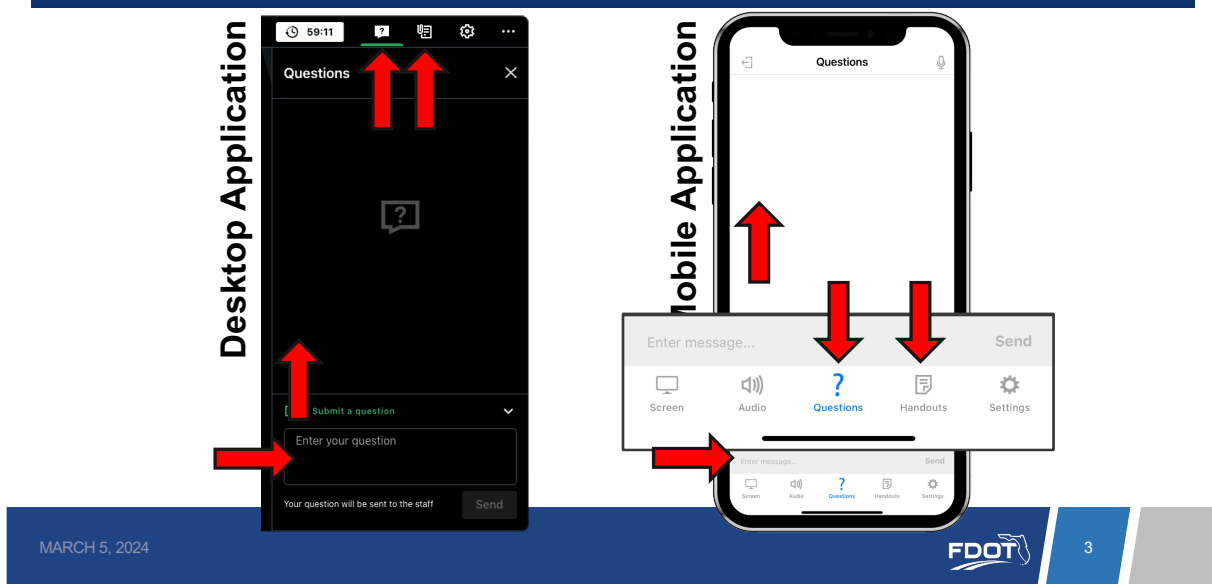 Desktop Application
59:11
Questions
Submit a question
Enter your question
Your question will be sent to the staff
Send
Mobile Application
Questions
Enter message...
Send
Screen
Audio
Questions
Handouts
Settings
Enter message...
Send
Screen
Audio
Questions
Handouts
Settings
MARCH 5, 2024
FDOT
3